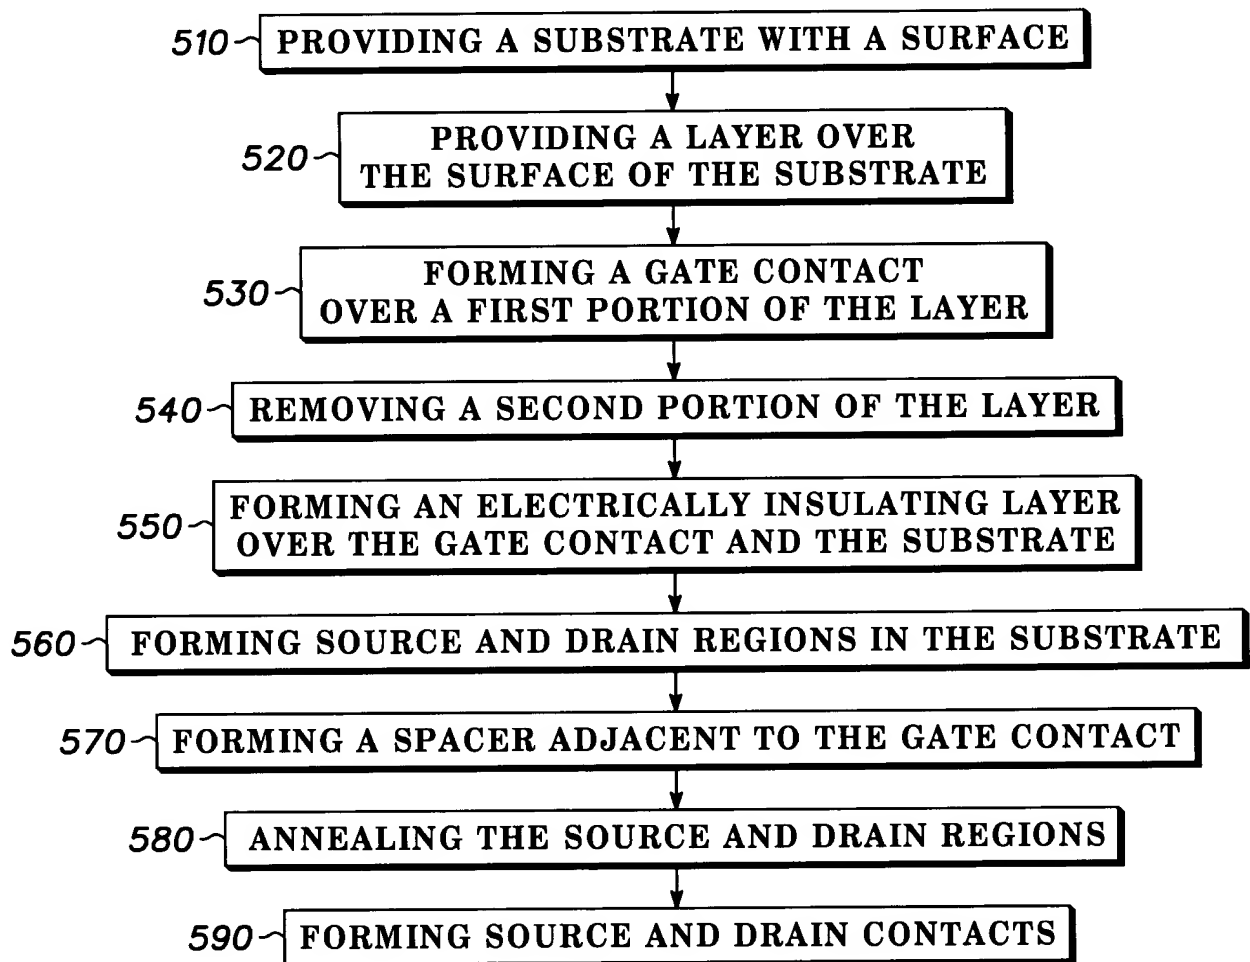 510 PROVIDING A SUBSTRATE WITH A SURFACE
520 PROVIDING A LAYER OVER
THE SURFACE OF THE SUBSTRATE
530 FORMING A GATE CONTACT
OVER A FIRST PORTION OF THE LAYER
540 REMOVING A SECOND PORTION OF THE LAYER
550 FORMING AN ELECTRICALLY INSULATING LAYER
OVER THE GATE CONTACT AND THE SUBSTRATE
560 FORMING SOURCE AND DRAIN REGIONS IN THE SUBSTRATE
570 FORMING A SPACER ADJACENT TO THE GATE CONTACT
580 ANNEALING THE SOURCE AND DRAIN REGIONS
590 FORMING SOURCE AND DRAIN CONTACTS